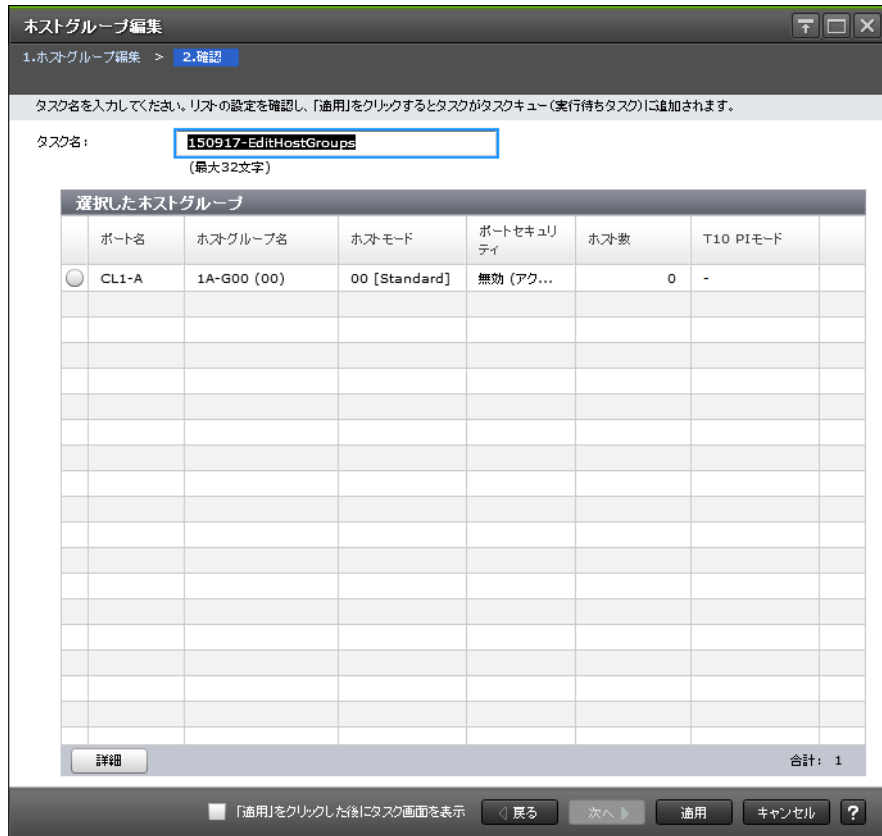 ホストグループ編集
1.ホストグループ編集 > 2.確認
タスク名を入力してください。リストの設定を確認し、「適用」をクリックするとタスクがタスクキュー(実行待ちタスク)に追加されます。
タスク名: 150917-EditHostGroups
(最大32文字)
選択したホストグループ
ポート名 ホストグループ名 ホストモード ポートセキュリティ ホスト数 T10 PIモード
CL1-A 1A-G00 (00) 00 [Standard] 無効 (アク... 0 -
詳細 合計: 1
「適用」をクリックした後にタスク画面を表示 戻る 次へ 適用 キャンセル ?